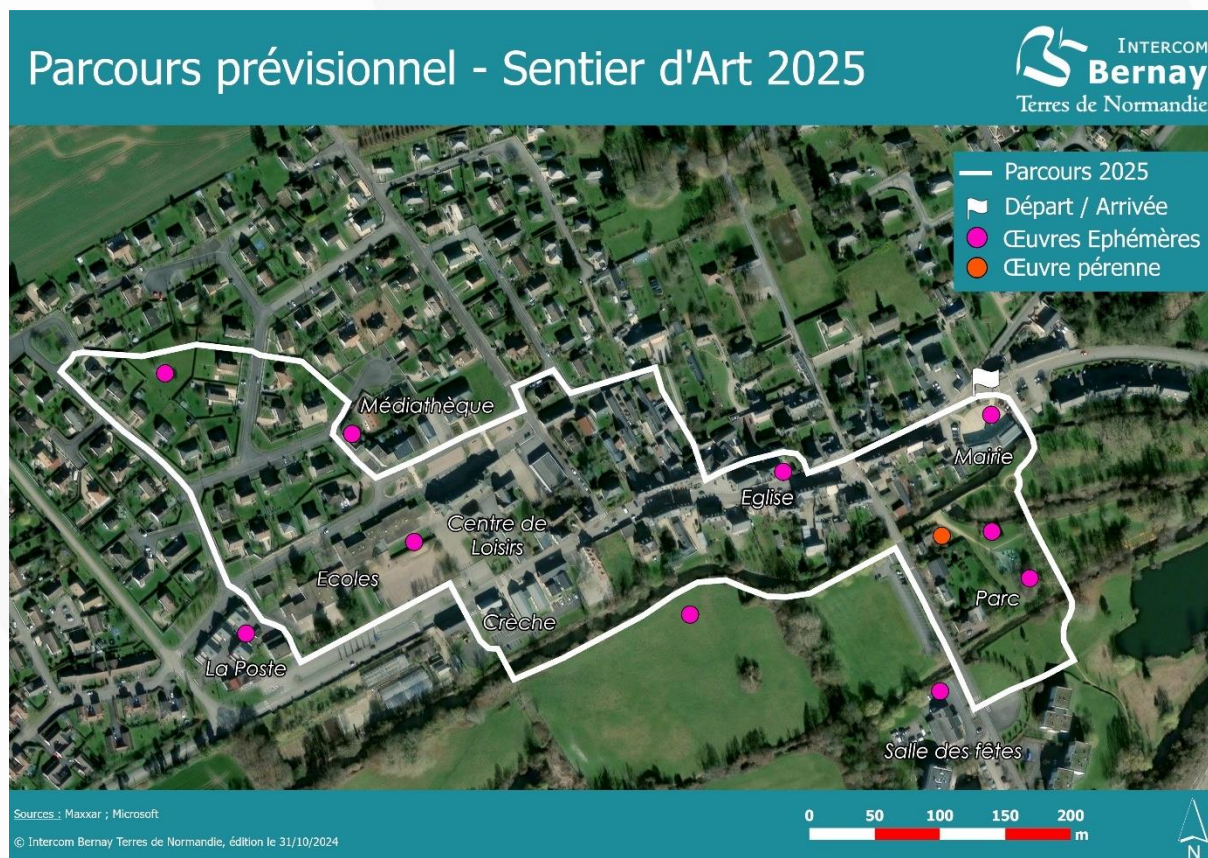 Parcours prévisionnel - Sentier d'Art 2025
INTERCOM
Bernay
Terres de Normandie
Parcours 2025
Départ / Arrivée
Œuvres Ephémères
Œuvre pérenne
Médiathèque
Mairie
Eglise
Centre de
Loisirs
Ecoles
Parc
Crèche
La Poste
Salle des fêtes
Sources : Maxxar ; Microsoft
© Intercom Bernay Terres de Normandie, édition le 31/10/2024
0 50 100 150 200
m
N